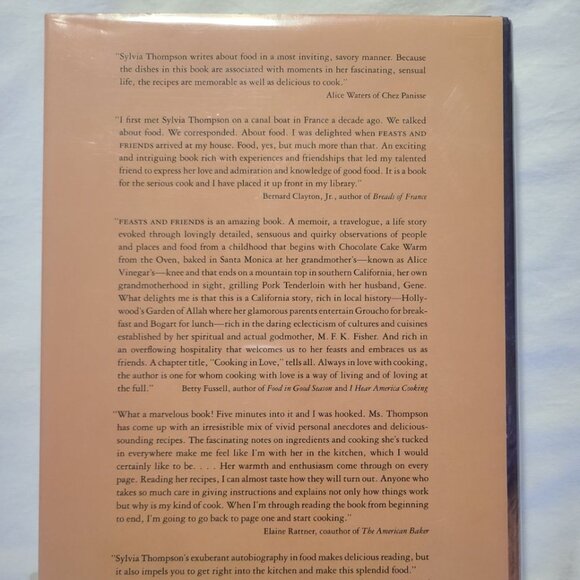 "Sylvia Thompson writes about food in a most inviting, savory manner. Because
the dishes in this book are associated with moments in her fascinating, sensual
life, the recipes are memorable as well as delicious to cook."
Alice Waters of Chez Panisse
"I first met Sylvia Thompson on a canal boat in France a decade ago. We talked
about food. We corresponded. About food. I was delighted when FEASTS AND
FRIENDS arrived at my house. Food, yes, but much more than that. An exciting
and intriguing book rich with experiences and friendships that led my talented
friend to express her love and admiration and knowledge of good food. It is a book
for the serious cook and I have placed it up front in my library."
Bernard Clayton, Jr., author of Breads of France
"FEASTS AND FRIENDS is an amazing book. A memoir, a travelogue, a life story
evoked through lovingly detailed, sensuous and quirky observations of people
and places and food from a childhood that begins with Chocolate Cake Warm
from the Oven, baked in Santa Monica at her grandmother's—known as Alice
Vinegar's—knee and that ends on a mountain top in southern California, her own
grandmotherhood in sight, grilling Pork Tenderloin with her husband, Gene.
What delights me is that this is a California story, rich in local history—Holly-
wood's Garden of Allah where her glamorous parents entertain Groucho for break-
fast and Bogart for lunch—rich in the daring eclecticism of cultures and cuisines
established by her spiritual and actual godmother, M. F. K. Fisher. And rich in
an overflowing hospitality that welcomes us to her feasts and embraces us as
friends. A chapter title, "Cooking in Love," tells all. Always in love with cooking,
the author is one for whom cooking with love is a way of living and of loving at
the full." Betty Fussell, author of Food in Good Season and I Hear America Cooking
"What a marvelous book! Five minutes into it and I was hooked. Ms. Thompson
has come up with an irresistible mix of vivid personal anecdotes and delicious-
sounding recipes. The fascinating notes on ingredients and cooking she's tucked
in everywhere make me feel like I'm with her in the kitchen, which I would
certainly like to be. . . . Her warmth and enthusiasm come through on every
page. Reading her recipes, I can almost taste how they will turn out. Anyone who
takes so much care in giving instructions and explains not only how things work
but why is my kind of cook. When I'm through reading the book from beginning
to end, I'm going to go back to page one and start cooking."
Elaine Rattner, coauthor of The American Baker
"Sylvia Thompson's exuberant autobiography in food makes delicious reading, but
it also impels you to get right into the kitchen and make this splendid food."